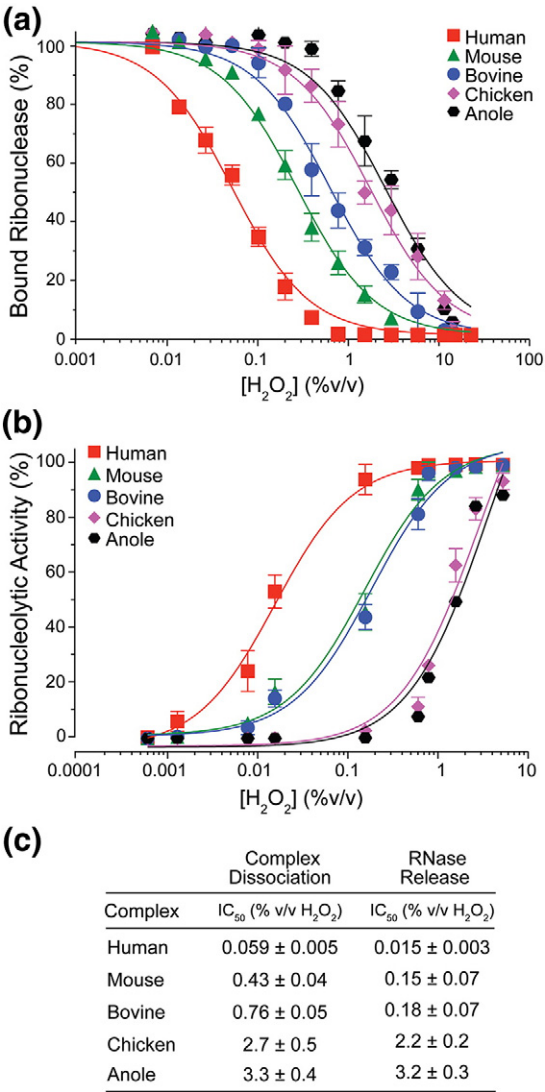 (a)
Bound Ribonuclease (%)
100
80
60
40
20
0
Human
Mouse
Bovine
Chicken
Anole
0.001 0.01 0.1 1 10 100
[H₂O₂] (%v/v)
(b)
Ribonucleolytic Activity (%)
100
80
60
40
20
0
Human
Mouse
Bovine
Chicken
Anole
0.0001 0.001 0.01 0.1 1 10
[H₂O₂] (%v/v)
(c)
Complex Dissociation RNase Release
Complex IC₅₀ (% v/v H₂O₂) IC₅₀ (% v/v H₂O₂)
Human 0.059 ± 0.005 0.015 ± 0.003
Mouse 0.43 ± 0.04 0.15 ± 0.07
Bovine 0.76 ± 0.05 0.18 ± 0.07
Chicken 2.7 ± 0.5 2.2 ± 0.2
Anole 3.3 ± 0.4 3.2 ± 0.3